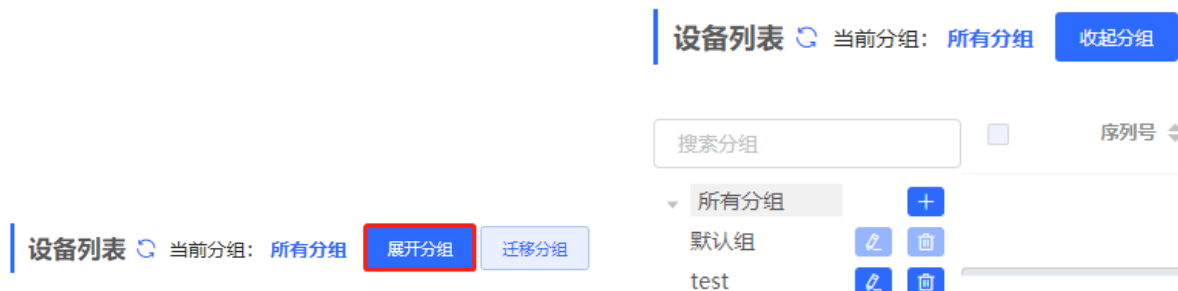 设备列表 当前分组: 所有分组 展开分组 迁移分组
设备列表 当前分组: 所有分组 收起分组
搜索分组
序列号
所有分组
默认组
test